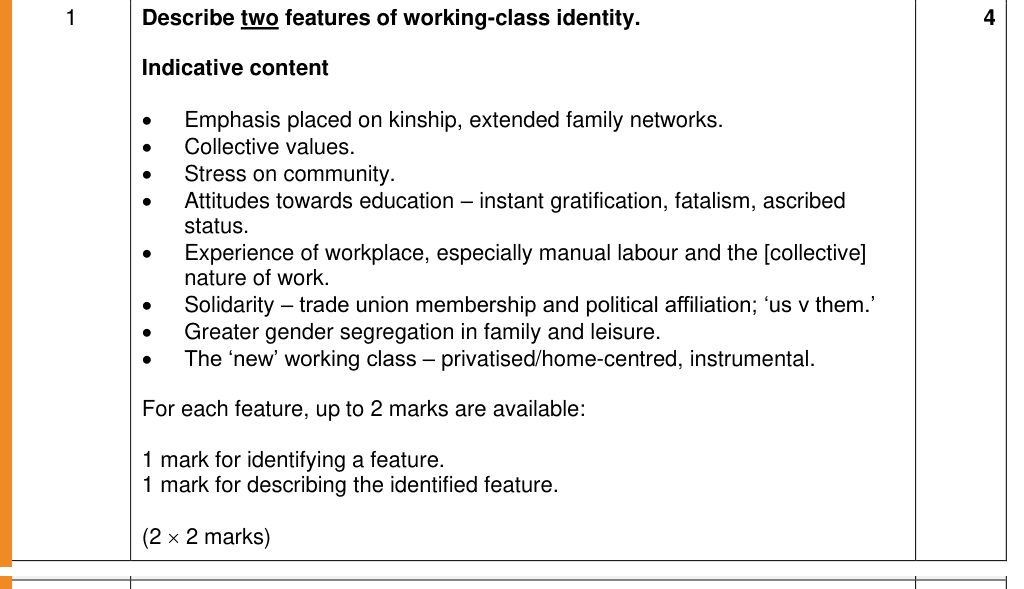 1 Describe two features of working-class identity. 4
Indicative content
• Emphasis placed on kinship, extended family networks.
• Collective values.
• Stress on community.
• Attitudes towards education – instant gratification, fatalism, ascribed
status.
• Experience of workplace, especially manual labour and the [collective]
nature of work.
• Solidarity – trade union membership and political affiliation; ‘us v them.’
• Greater gender segregation in family and leisure.
• The ‘new’ working class – privatised/home-centred, instrumental.
For each feature, up to 2 marks are available:
1 mark for identifying a feature.
1 mark for describing the identified feature.
(2 × 2 marks)